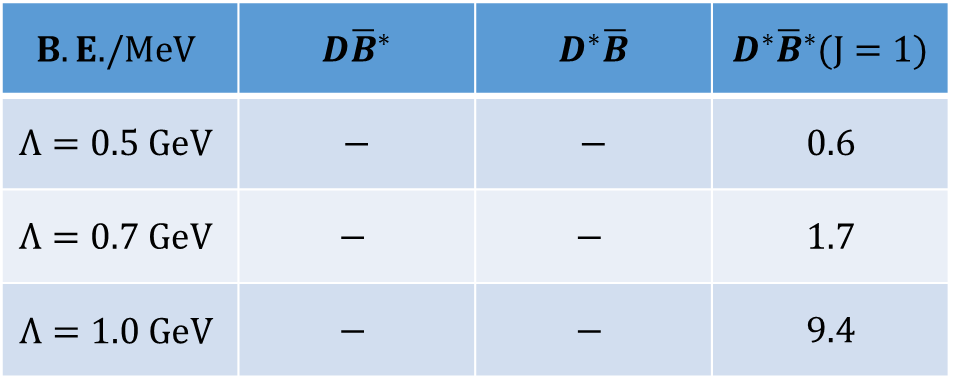 B. E./MeV DB̄* D*B̄ D*B̄*(J = 1)
Λ = 0.5 GeV − − 0.6
Λ = 0.7 GeV − − 1.7
Λ = 1.0 GeV − − 9.4